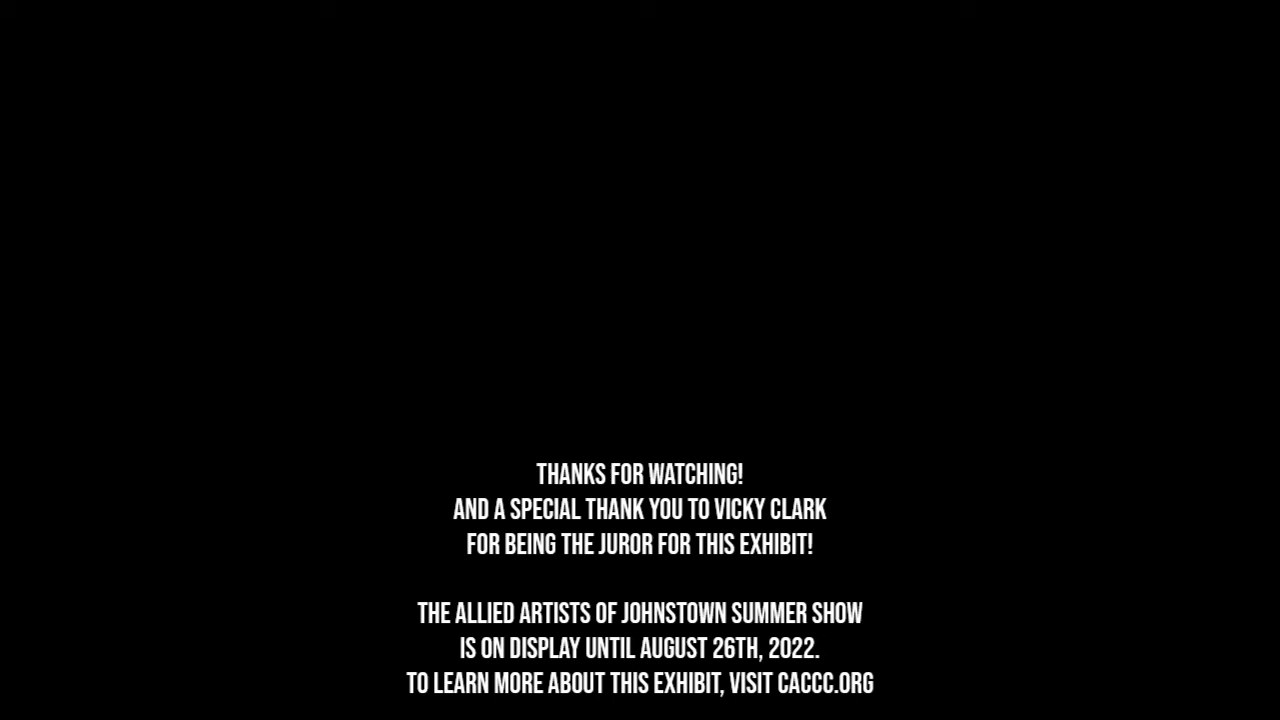 THANKS FOR WATCHING!
AND A SPECIAL THANK YOU TO VICKY CLARK
FOR BEING THE JUROR FOR THIS EXHIBIT!
THE ALLIED ARTISTS OF JOHNSTOWN SUMMER SHOW
IS ON DISPLAY UNTIL AUGUST 26TH, 2022.
TO LEARN MORE ABOUT THIS EXHIBIT, VISIT CACCC.ORG